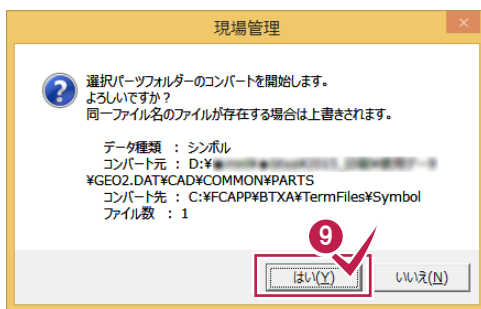 現場管理
×
?
選択パーツフォルダーのコンバートを開始します。
よろしいですか？
同一ファイル名のファイルが存在する場合は上書きされます。
データ種類 ： シンボル
コンバート元 ： D:¥
¥GEO2.DAT¥CAD¥COMMON¥PARTS
コンバート先 ： C:¥FCAPP¥BTXA¥TermFiles¥Symbol
ファイル数 ： 1
9
はい(Y) いいえ(N)